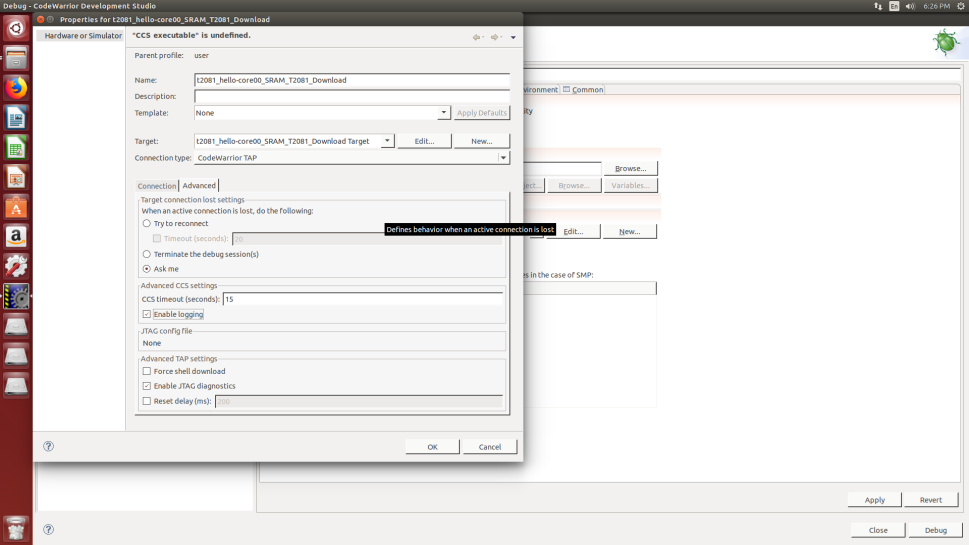 Debug - CodeWarrior Development Studio
En
6:26 PM
Properties for t2081_hello-core00_SRAM_T2081_Download
Hardware or Simulator
"CCS executable" is undefined.
Parent profile: user
Name: t2081_hello-core00_SRAM_T2081_Download
Description:
Template: None Apply Defaults
Target: t2081_hello-core00_SRAM_T2081_Download Target Edit... New...
Connection type: CodeWarrior TAP
Connection Advanced
Target connection lost settings
When an active connection is lost, do the following:
Try to reconnect
Timeout (seconds): 20
Defines behavior when an active connection is lost
Terminate the debug session(s)
Ask me
Advanced CCS settings
CCS timeout (seconds): 15
Enable logging
JTAG config file
None
Advanced TAP settings
Force shell download
Enable JTAG diagnostics
Reset delay (ms): 200
OK Cancel
vironment Common
ity
Browse...
ect... Browse... Variables...
Edit... New...
es in the case of SMP:
Apply Revert
Close Debug